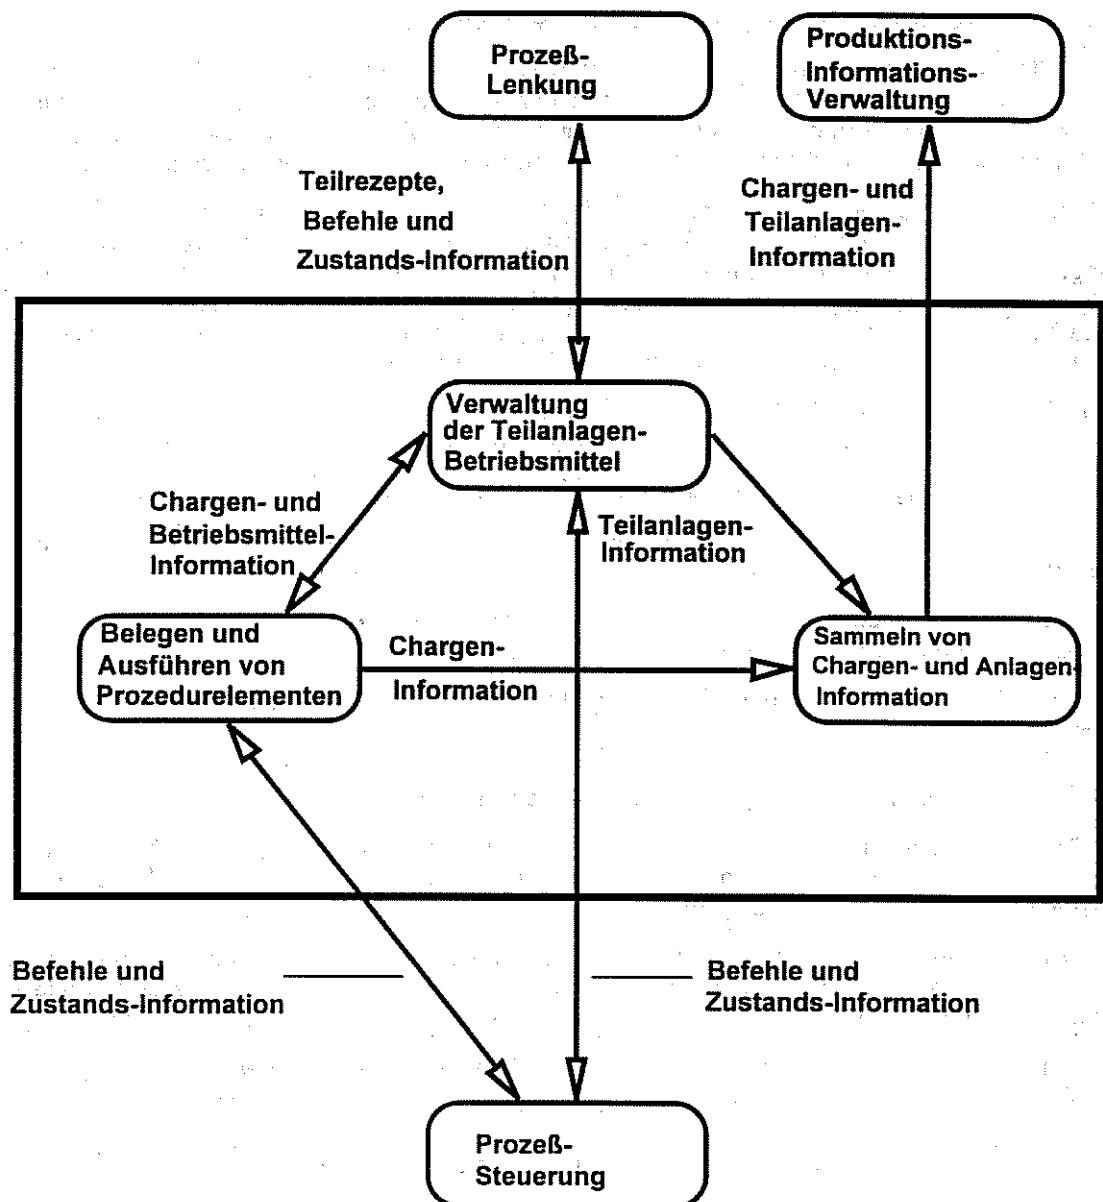 Prozeß-
Lenkung
Produktions-
Informations-
Verwaltung
Teilrezepte,
Befehle und
Zustands-Information
Chargen- und
Teilanlagen-
Information
Verwaltung
der Teilanlagen-
Betriebsmittel
Chargen- und
Betriebsmittel-
Information
Teilanlagen-
Information
Belegen und
Ausführen von
Prozedurelementen
Chargen-
Information
Sammeln von
Chargen- und Anlagen-
Information
Befehle und
Zustands-Information
Befehle und
Zustands-Information
Prozeß-
Steuerung